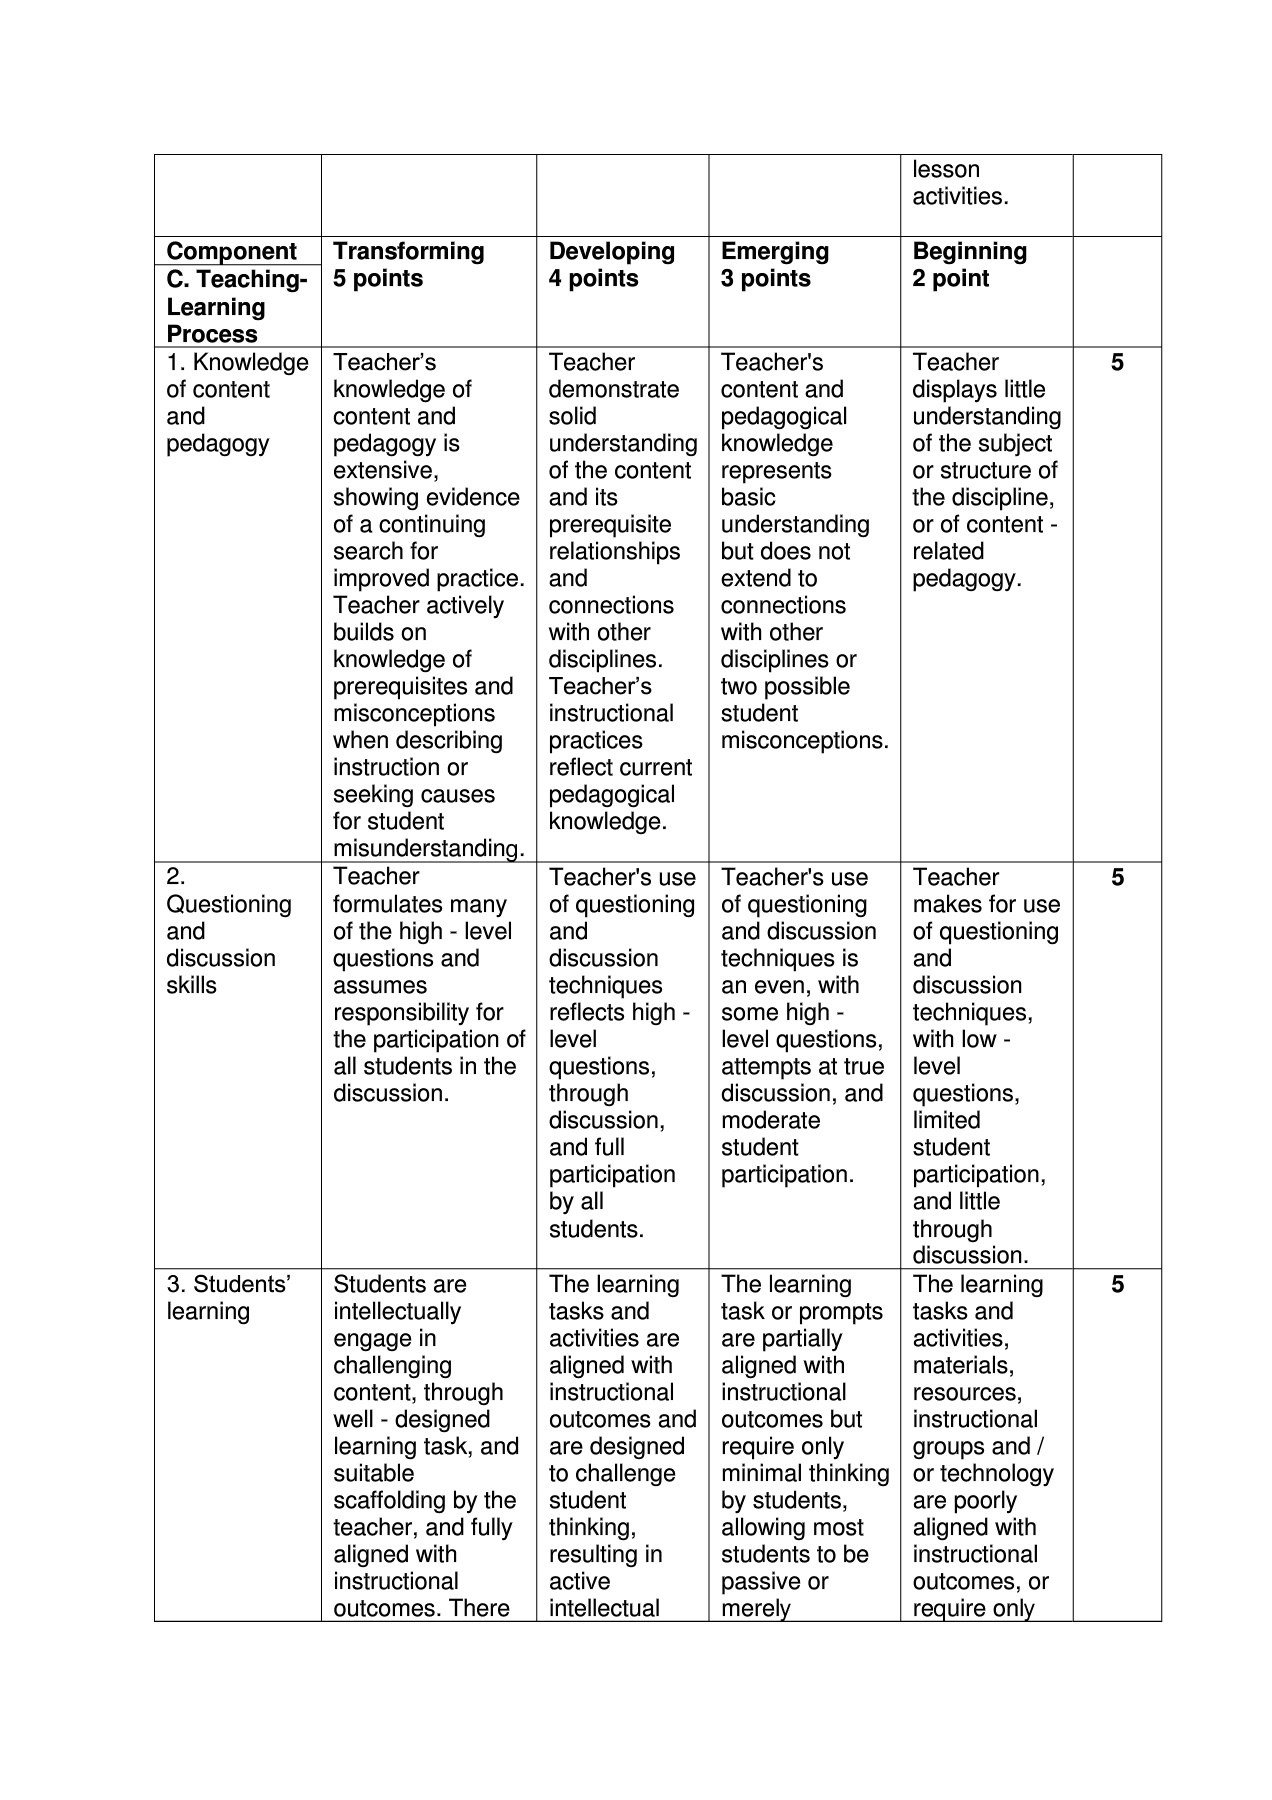 lesson
activities.
Component
C. Teaching-
Learning
Process
Transforming
5 points
Developing
4 points
Emerging
3 points
Beginning
2 point
1. Knowledge
of content
and
pedagogy
Teacher’s
knowledge of
content and
pedagogy is
extensive,
showing evidence
of a continuing
search for
improved practice.
Teacher actively
builds on
knowledge of
prerequisites and
misconceptions
when describing
instruction or
seeking causes
for student
misunderstanding.
Teacher
demonstrate
solid
understanding
of the content
and its
prerequisite
relationships
and
connections
with other
disciplines.
Teacher’s
instructional
practices
reflect current
pedagogical
knowledge.
Teacher's
content and
pedagogical
knowledge
represents
basic
understanding
but does not
extend to
connections
with other
disciplines or
two possible
student
misconceptions.
Teacher
displays little
understanding
of the subject
or structure of
the discipline,
or of content -
related
pedagogy.
5
2.
Questioning
and
discussion
skills
Teacher
formulates many
of the high - level
questions and
assumes
responsibility for
the participation of
all students in the
discussion.
Teacher's use
of questioning
and
discussion
techniques
reflects high -
level
questions,
through
discussion,
and full
participation
by all
students.
Teacher's use
of questioning
and discussion
techniques is
an even, with
some high -
level questions,
attempts at true
discussion, and
moderate
student
participation.
Teacher
makes for use
of questioning
and
discussion
techniques,
with low -
level
questions,
limited
student
participation,
and little
through
discussion.
5
3. Students’
learning
Students are
intellectually
engage in
challenging
content, through
well - designed
learning task, and
suitable
scaffolding by the
teacher, and fully
aligned with
instructional
outcomes. There
The learning
tasks and
activities are
aligned with
instructional
outcomes and
are designed
to challenge
student
thinking,
resulting in
active
intellectual
The learning
task or prompts
are partially
aligned with
instructional
outcomes but
require only
minimal thinking
by students,
allowing most
students to be
passive or
merely
The learning
tasks and
activities,
materials,
resources,
instructional
groups and /
or technology
are poorly
aligned with
instructional
outcomes, or
require only
5